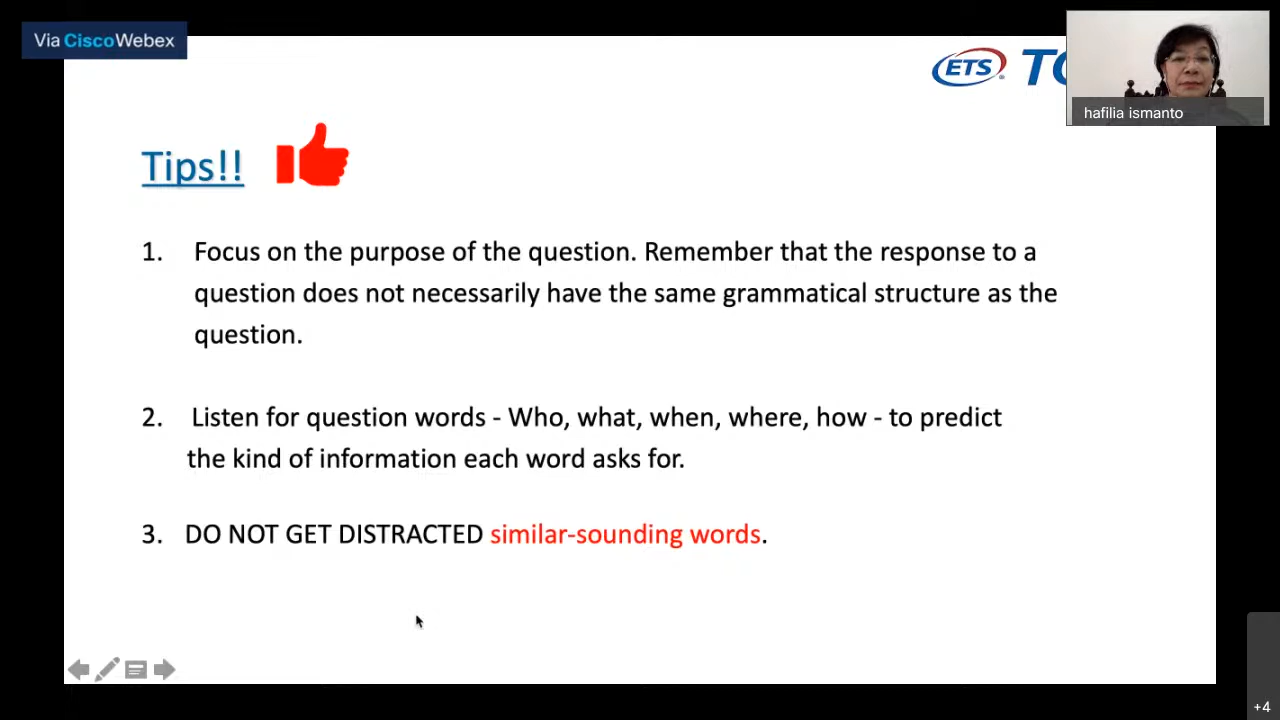 Via CiscoWebex
ETS
hafilia ismanto
Tips!!
1. Focus on the purpose of the question. Remember that the response to a
question does not necessarily have the same grammatical structure as the
question.
2. Listen for question words - Who, what, when, where, how - to predict
the kind of information each word asks for.
3. DO NOT GET DISTRACTED similar-sounding words.
+4